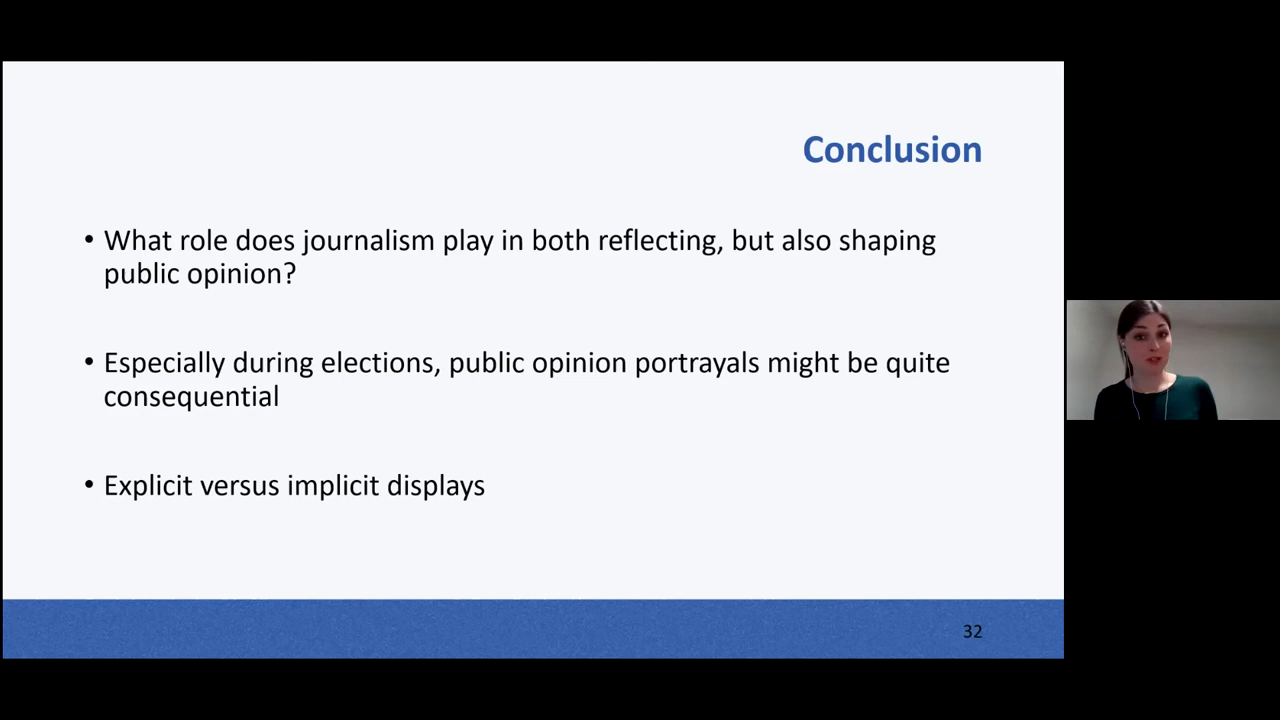 Conclusion
• What role does journalism play in both reflecting, but also shaping
public opinion?
• Especially during elections, public opinion portrayals might be quite
consequential
• Explicit versus implicit displays
32